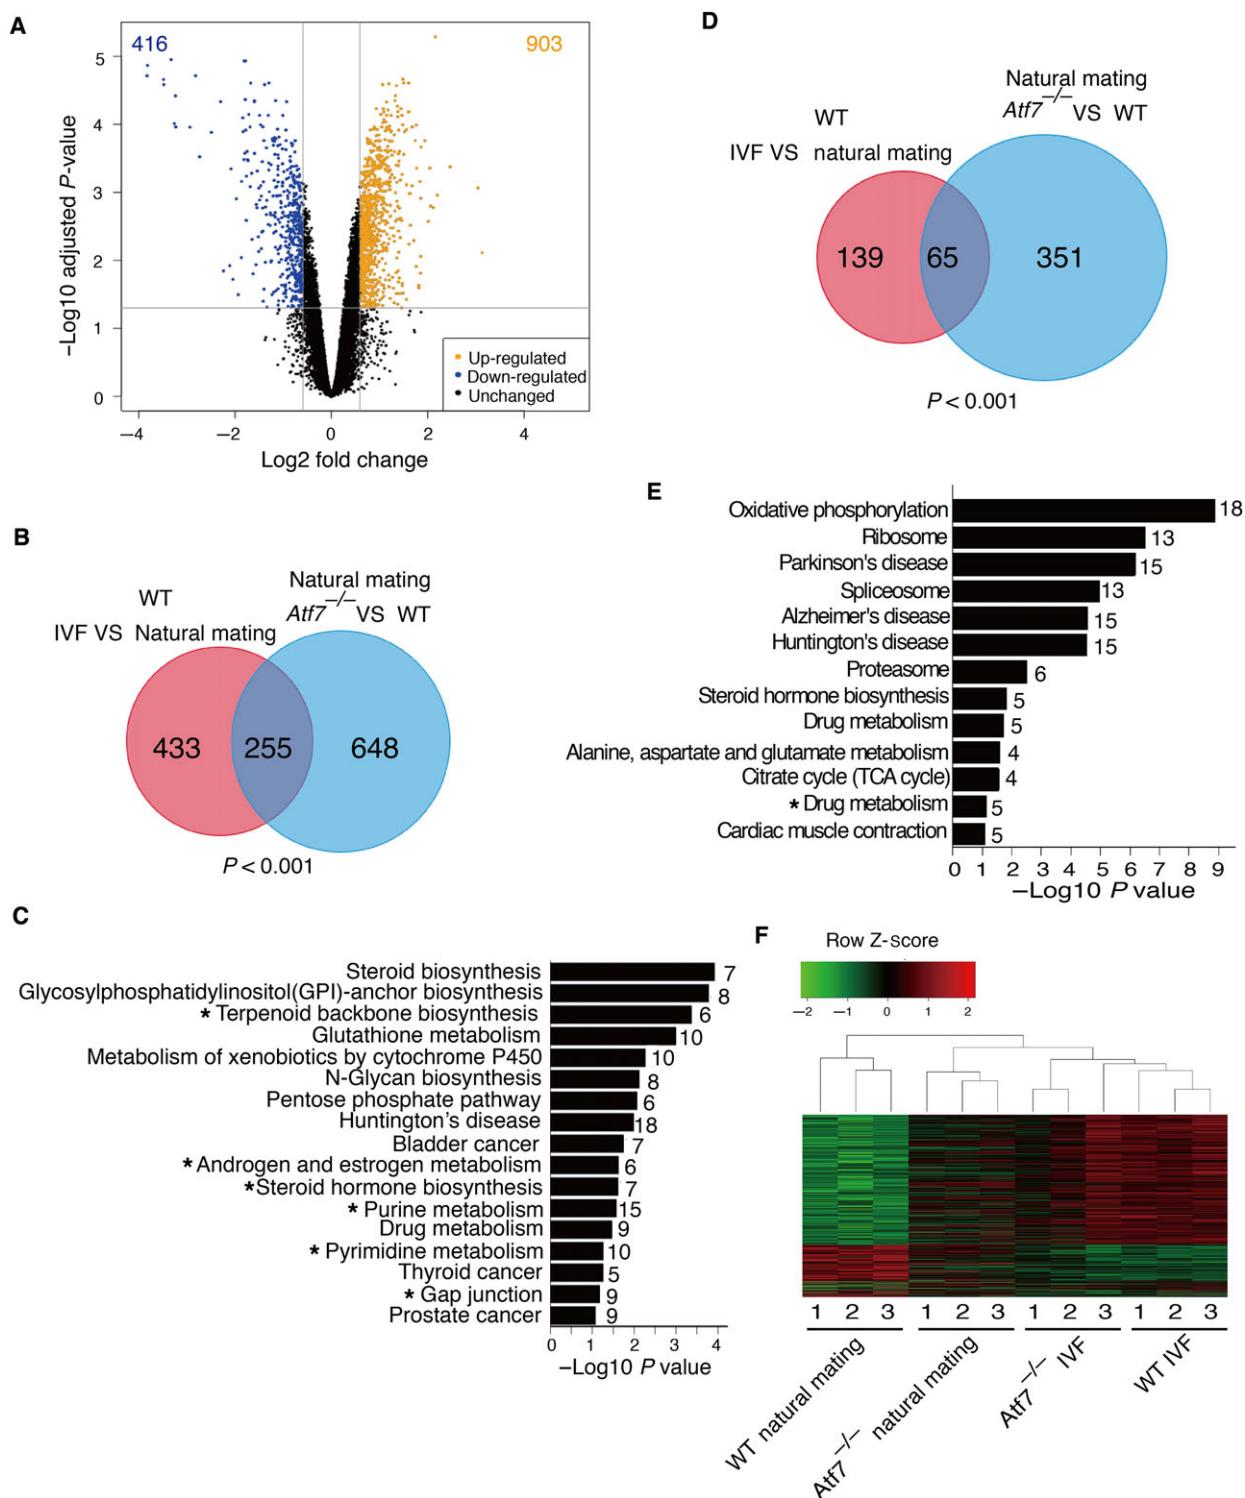 A
416
903
5
4
3
2
1
0
−Log10 adjusted P-value
Up-regulated
Down-regulated
Unchanged
−4 −2 0 2 4
Log2 fold change
B
WT
IVF VS Natural mating
Natural mating
Atf7−/− VS WT
433 255 648
P < 0.001
C
Steroid biosynthesis 7
Glycosylphosphatidylinositol(GPI)-anchor biosynthesis 8
* Terpenoid backbone biosynthesis 6
Glutathione metabolism 10
Metabolism of xenobiotics by cytochrome P450 10
N-Glycan biosynthesis 8
Pentose phosphate pathway 6
Huntington's disease 18
Bladder cancer 7
* Androgen and estrogen metabolism 6
*Steroid hormone biosynthesis 7
* Purine metabolism 15
Drug metabolism 9
* Pyrimidine metabolism 10
Thyroid cancer 5
* Gap junction 9
Prostate cancer 9
0 1 2 3 4
−Log10 P value
D
WT
IVF VS natural mating
Natural mating
Atf7−/− VS WT
139 65 351
P < 0.001
E
Oxidative phosphorylation 18
Ribosome 13
Parkinson's disease 15
Spliceosome 13
Alzheimer's disease 15
Huntington's disease 15
Proteasome 6
Steroid hormone biosynthesis 5
Drug metabolism 5
Alanine, aspartate and glutamate metabolism 4
Citrate cycle (TCA cycle) 4
* Drug metabolism 5
Cardiac muscle contraction 5
0 1 2 3 4 5 6 7 8 9
−Log10 P value
F
Row Z-score
−2 −1 0 1 2
1 2 3 1 2 3 1 2 3 1 2 3
WT natural mating
Atf7−/− natural mating
Atf7−/− IVF
WT IVF